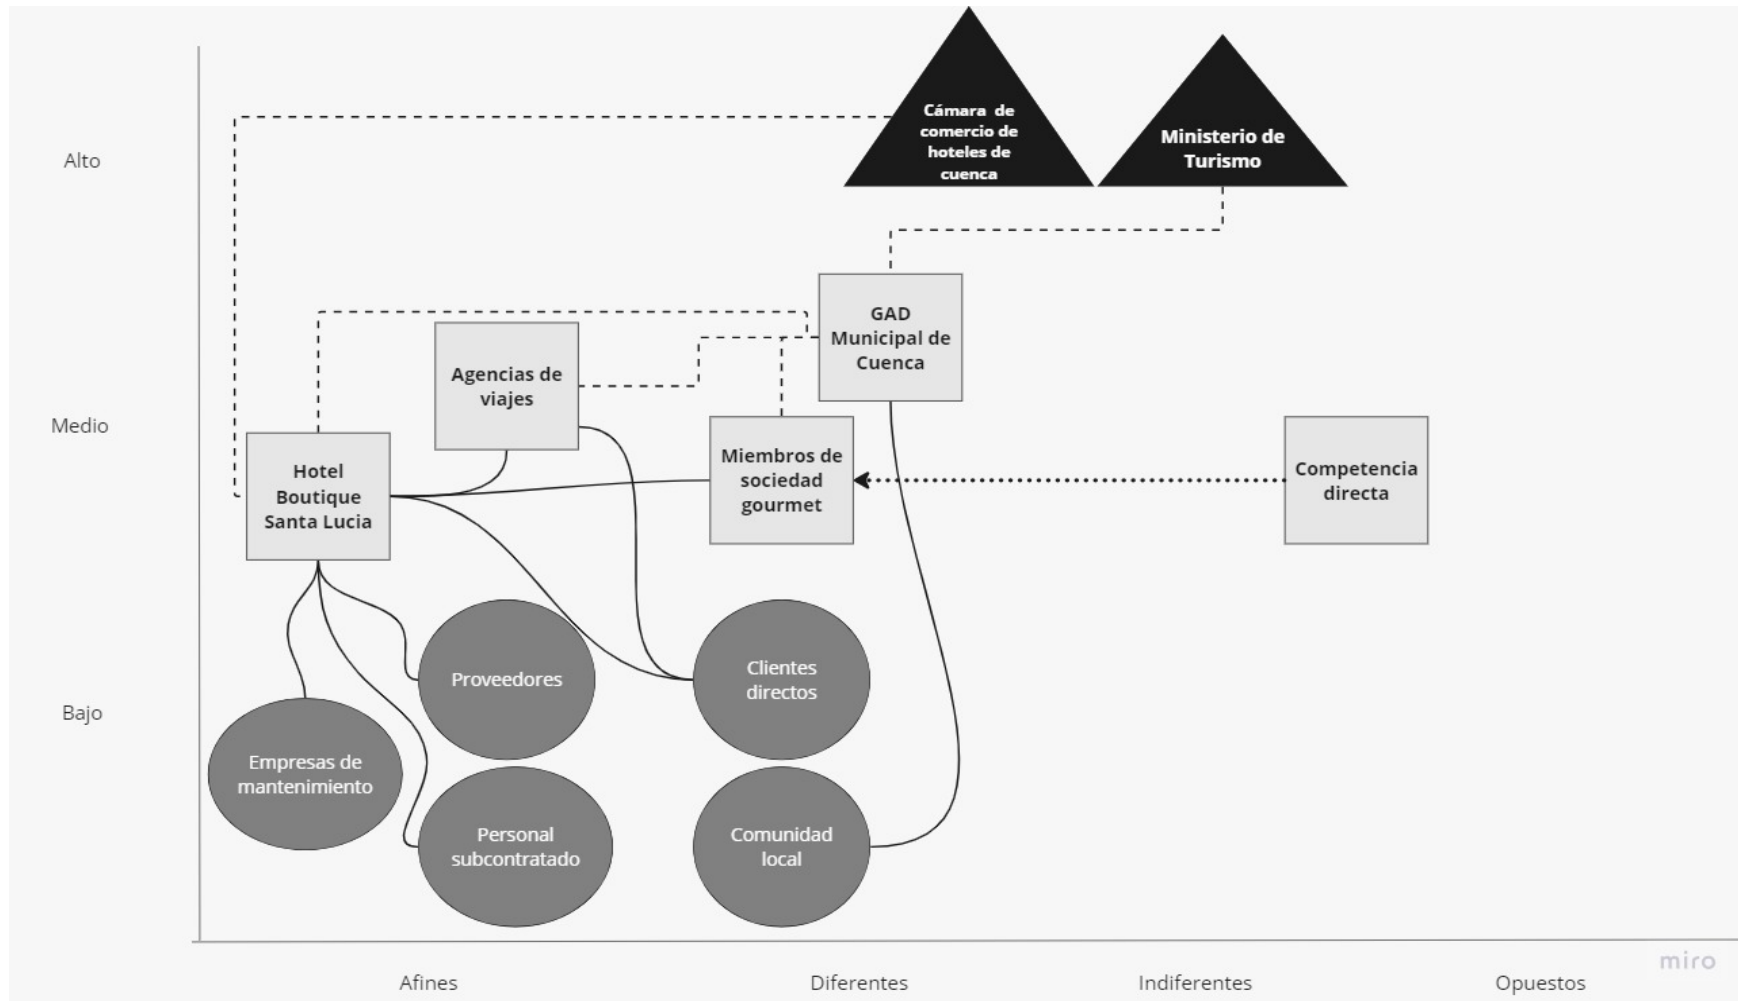 Alto
Medio
Bajo
Cámara de
comercio de
hoteles de
cuenca
Ministerio de
Turismo
GAD
Municipal de
Cuenca
Agencias de
viajes
Hotel
Boutique
Santa Lucia
Miembros de
sociedad
gourmet
Competencia
directa
Proveedores
Clientes
directos
Empresas de
mantenimiento
Personal
subcontratado
Comunidad
local
miro
Afines
Diferentes
Indiferentes
Opuestos